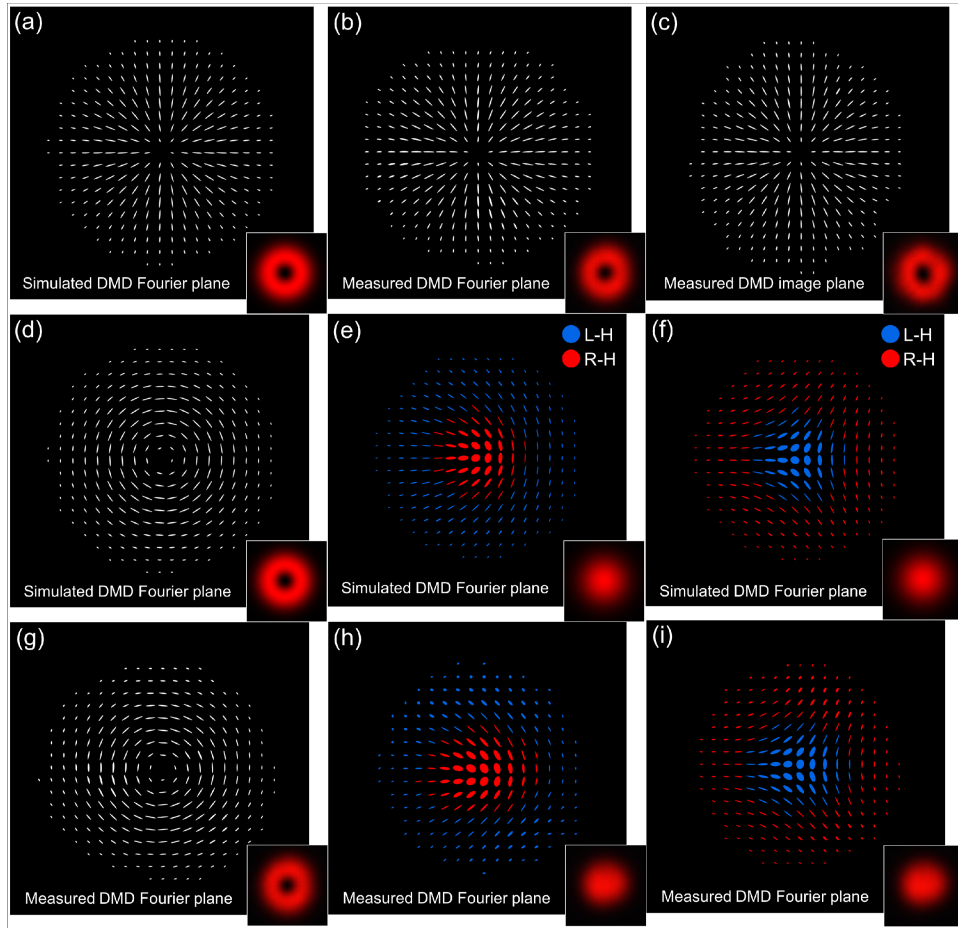 (a)
Simulated DMD Fourier plane
(b)
Measured DMD Fourier plane
(c)
Measured DMD image plane
(d)
Simulated DMD Fourier plane
(e)
L-H
R-H
Simulated DMD Fourier plane
(f)
L-H
R-H
Simulated DMD Fourier plane
(g)
Measured DMD Fourier plane
(h)
Measured DMD Fourier plane
(i)
Measured DMD Fourier plane